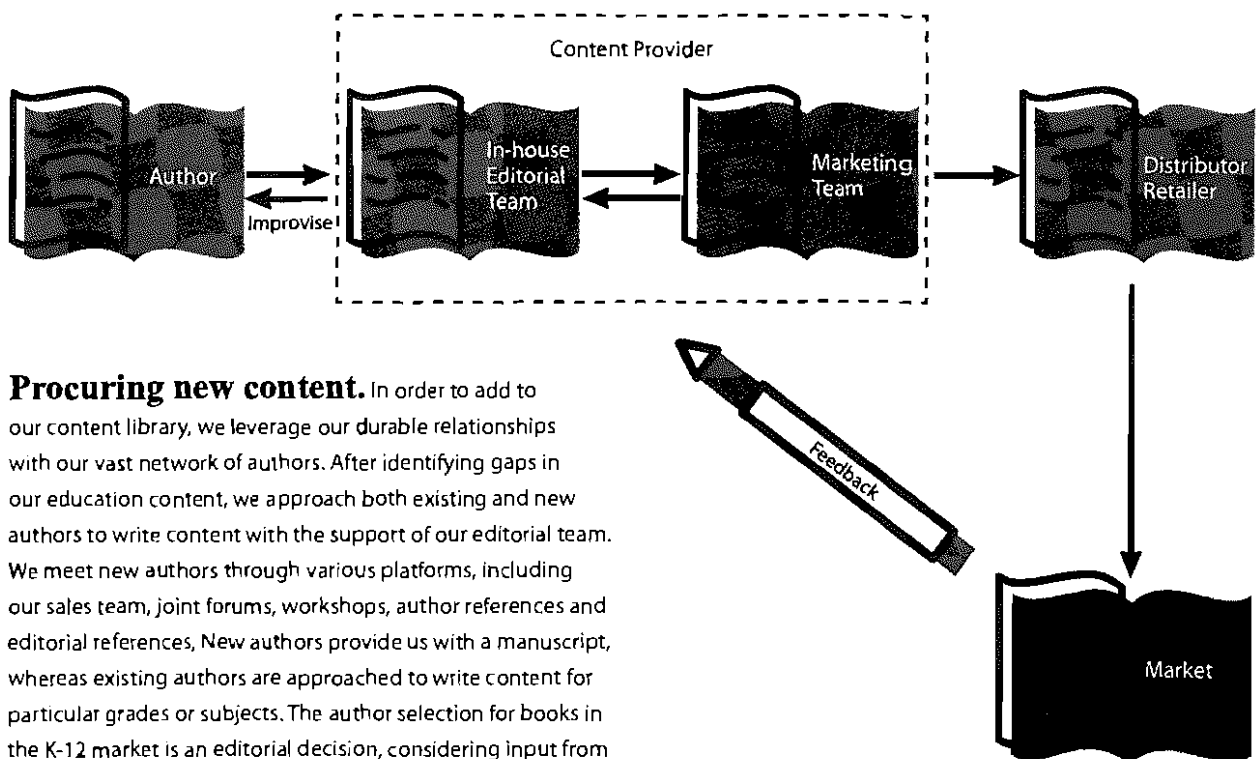 Content Provider
Author
In-house
Editorial
Team
Marketing
Team
Distributor
Retailer
Improvise
Feedback
Market
Procuring new content. In order to add to
our content library, we leverage our durable relationships
with our vast network of authors. After identifying gaps in
our education content, we approach both existing and new
authors to write content with the support of our editorial team.
We meet new authors through various platforms, including
our sales team, joint forums, workshops, author references and
editorial references, New authors provide us with a manuscript,
whereas existing authors are approached to write content for
particular grades or subjects. The author selection for books in
the K-12 market is an editorial decision, considering input from